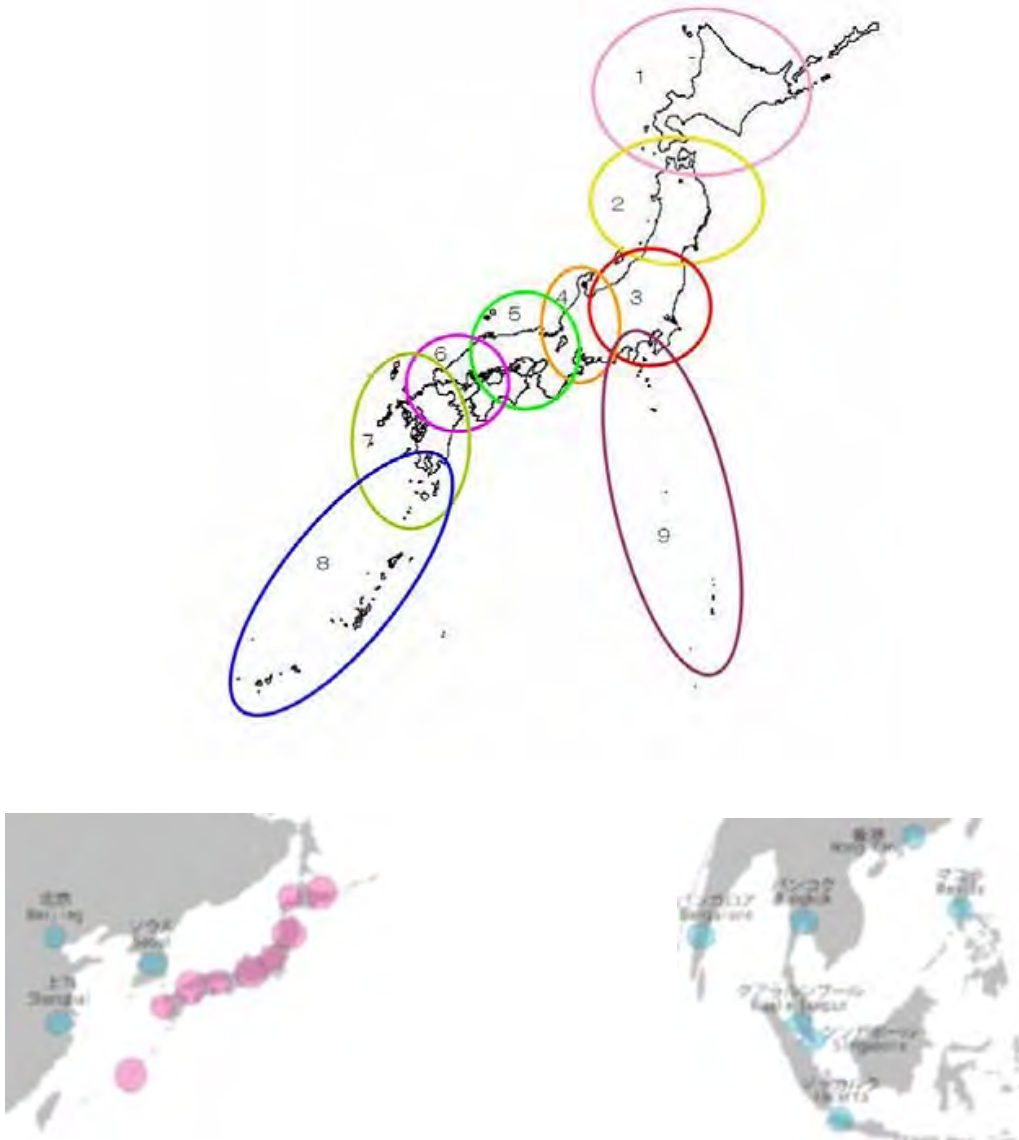 1
2
3
4
5
6
7
8
9
北京
Beijing
ソウル
Seoul
上海
Shanghai
香港
Hong Kong
バンコク
Bangkok
マニラ
Manila
クアラルンプール
Kuala Lumpur
シンガポール
Singapore
ジャカルタ
Jakarta